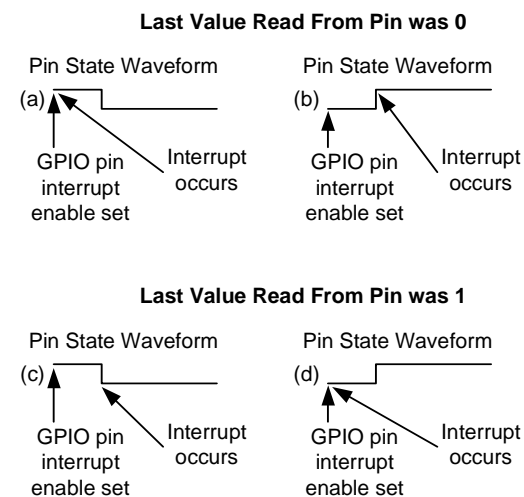 Last Value Read From Pin was 0
Pin State Waveform
(a)
GPIO pin
interrupt
enable set
Interrupt
occurs
Pin State Waveform
(b)
GPIO pin
interrupt
enable set
Interrupt
occurs
Last Value Read From Pin was 1
Pin State Waveform
(c)
GPIO pin
interrupt
enable set
Interrupt
occurs
Pin State Waveform
(d)
GPIO pin
interrupt
enable set
Interrupt
occurs